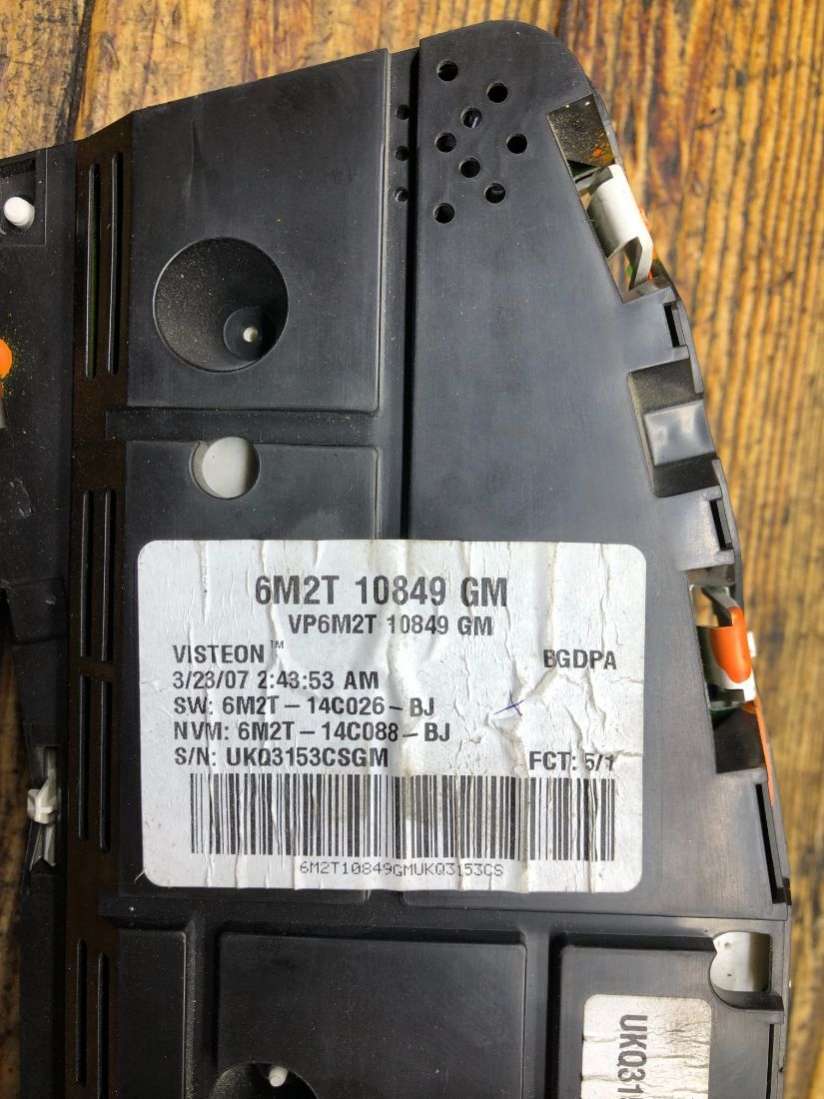 6M2T 10849 GM
VP6M2T 10849 GM
VISTEON™ BGDPA
3/23/07 2:43:53 AM
SW: 6M2T-14C026-BJ
NVM: 6M2T-14C088-BJ
S/N: UKQ3153CSGM FCT: 5/1
6M2T10849GMUKQ3153CS
UKQ31